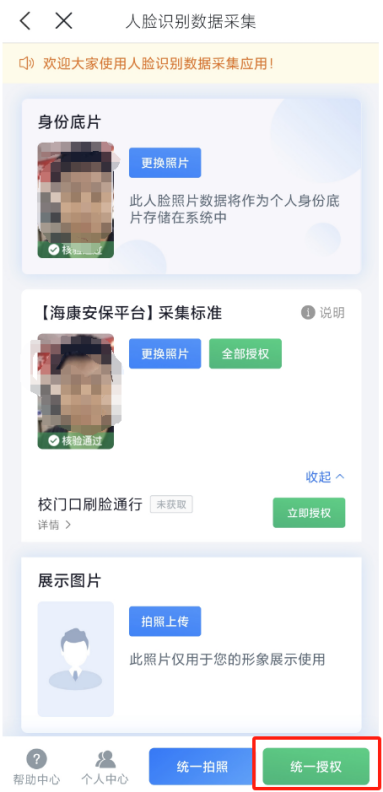 人脸识别数据采集
欢迎大家使用人脸识别数据采集应用！
身份底片
更换照片
此人脸照片数据将作为个人身份底
片存储在系统中
【海康安保平台】采集标准
说明
更换照片
全部授权
核验通过
收起
校门口刷脸通行
未获取
详情 >
立即授权
展示图片
拍照上传
此照片仅用于您的形象展示使用
帮助中心
个人中心
统一拍照
统一授权